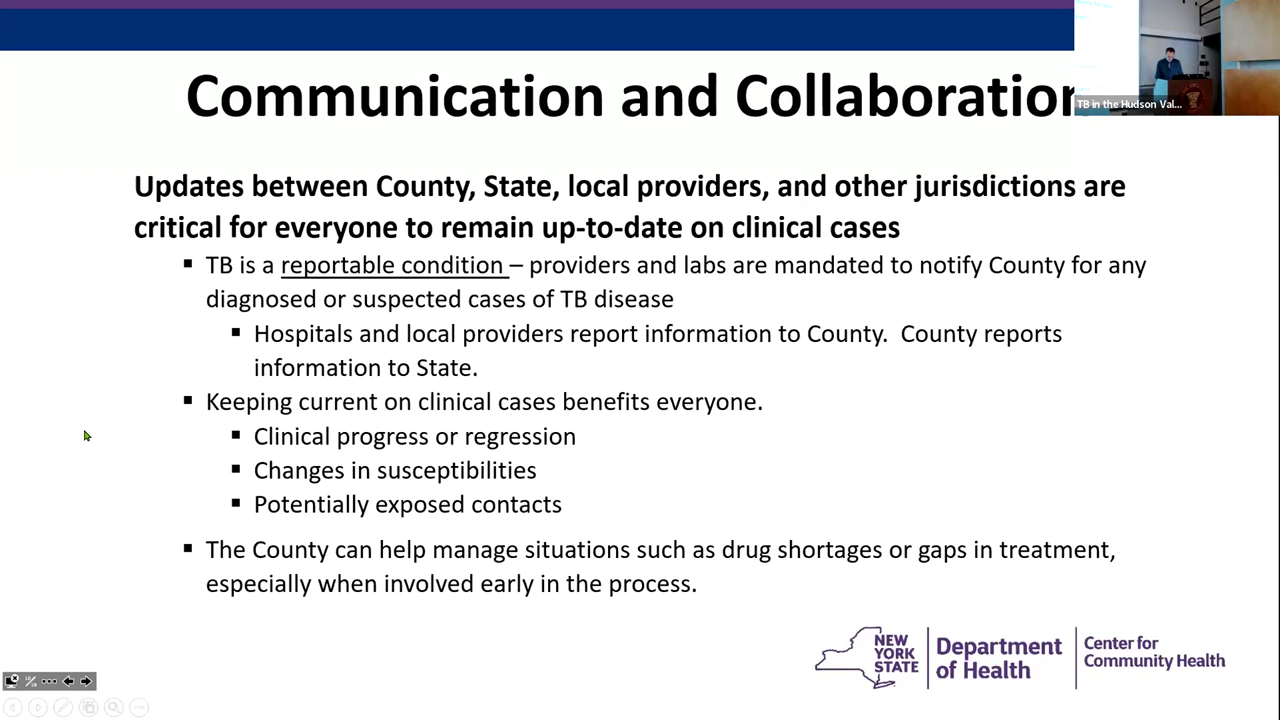 Communication and Collaboration
TB in the Hudson Val...
Updates between County, State, local providers, and other jurisdictions are
critical for everyone to remain up-to-date on clinical cases
▪ TB is a reportable condition – providers and labs are mandated to notify County for any
diagnosed or suspected cases of TB disease
▪ Hospitals and local providers report information to County.  County reports
information to State.
▪ Keeping current on clinical cases benefits everyone.
▪ Clinical progress or regression
▪ Changes in susceptibilities
▪ Potentially exposed contacts
▪ The County can help manage situations such as drug shortages or gaps in treatment,
especially when involved early in the process.
NEW
YORK
STATE
Department
of Health
Center for
Community Health